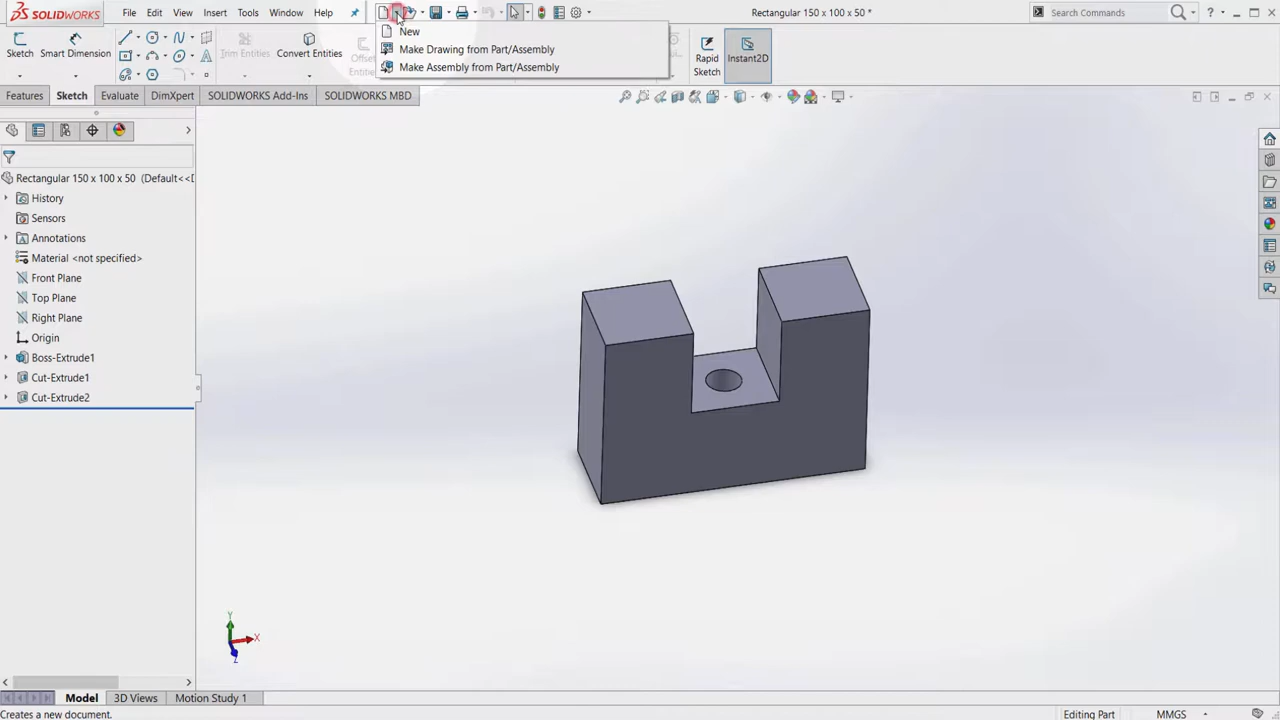 SOLIDWORKS File Edit View Insert Tools Window Help Rectangular 150 x 100 x 50 * Search Commands ?
New
Make Drawing from Part/Assembly
Make Assembly from Part/Assembly
Sketch Smart Dimension Trim Entities Convert Entities Offset Entities Rapid Sketch Instant2D
Features Sketch Evaluate DimXpert SOLIDWORKS Add-Ins SOLIDWORKS MBD
Rectangular 150 x 100 x 50 (Default<<D
History
Sensors
Annotations
Material <not specified>
Front Plane
Top Plane
Right Plane
Origin
Boss-Extrude1
Cut-Extrude1
Cut-Extrude2
Y
X
Z
Model 3D Views Motion Study 1
Creates a new document. Editing Part MMGS